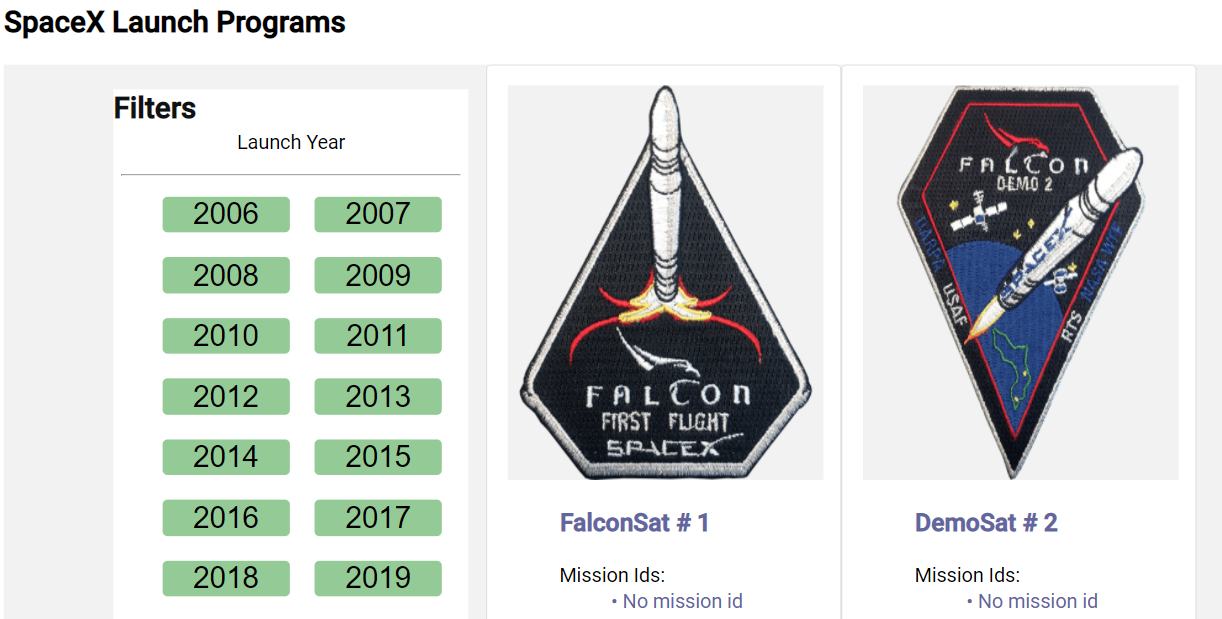 SpaceX Launch Programs
Filters
Launch Year
2006 2007
2008 2009
2010 2011
2012 2013
2014 2015
2016 2017
2018 2019
FALCON
FIRST FLIGHT
SPACEX
FalconSat # 1
Mission Ids:
• No mission id
FALCON
DEMO 2
DARPA
USAF
SPACEX
NASA WFF
RTS
DemoSat # 2
Mission Ids:
• No mission id